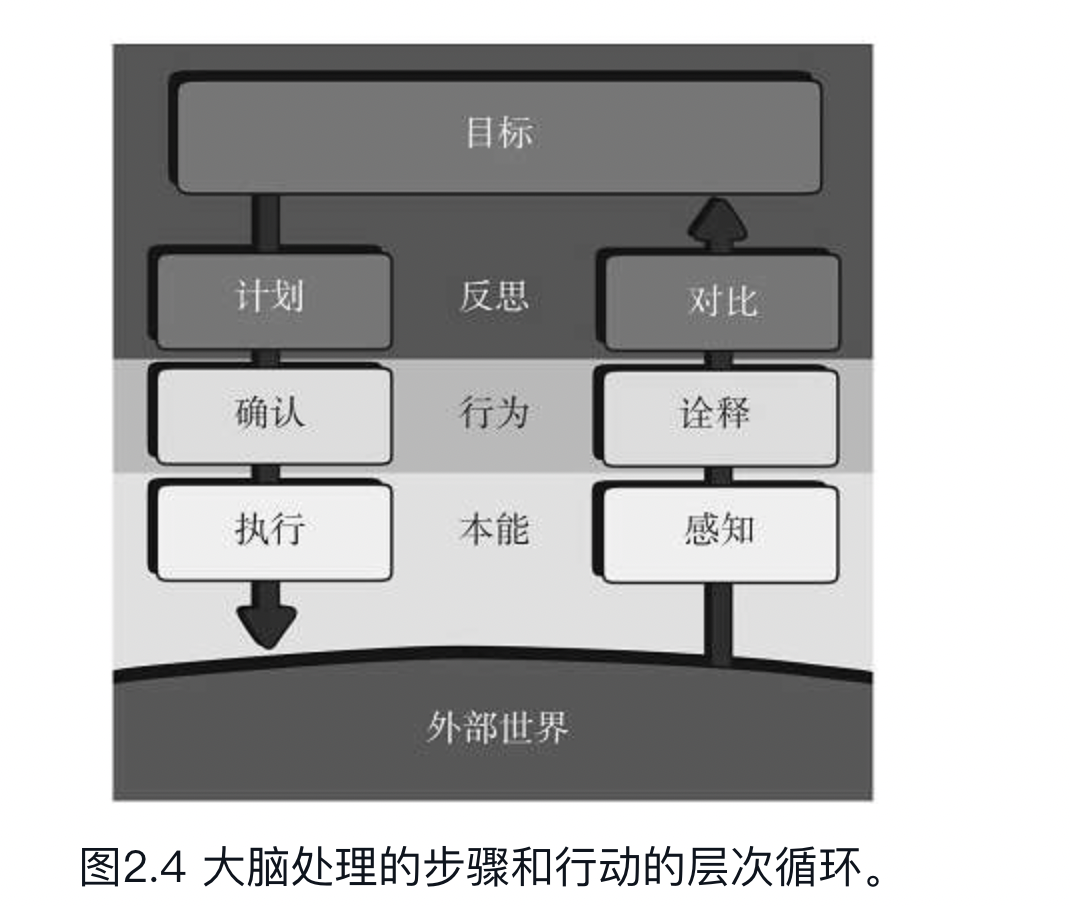 目标
计划 反思 对比
确认 行为 诠释
执行 本能 感知
外部世界
图2.4 大脑处理的步骤和行动的层次循环。